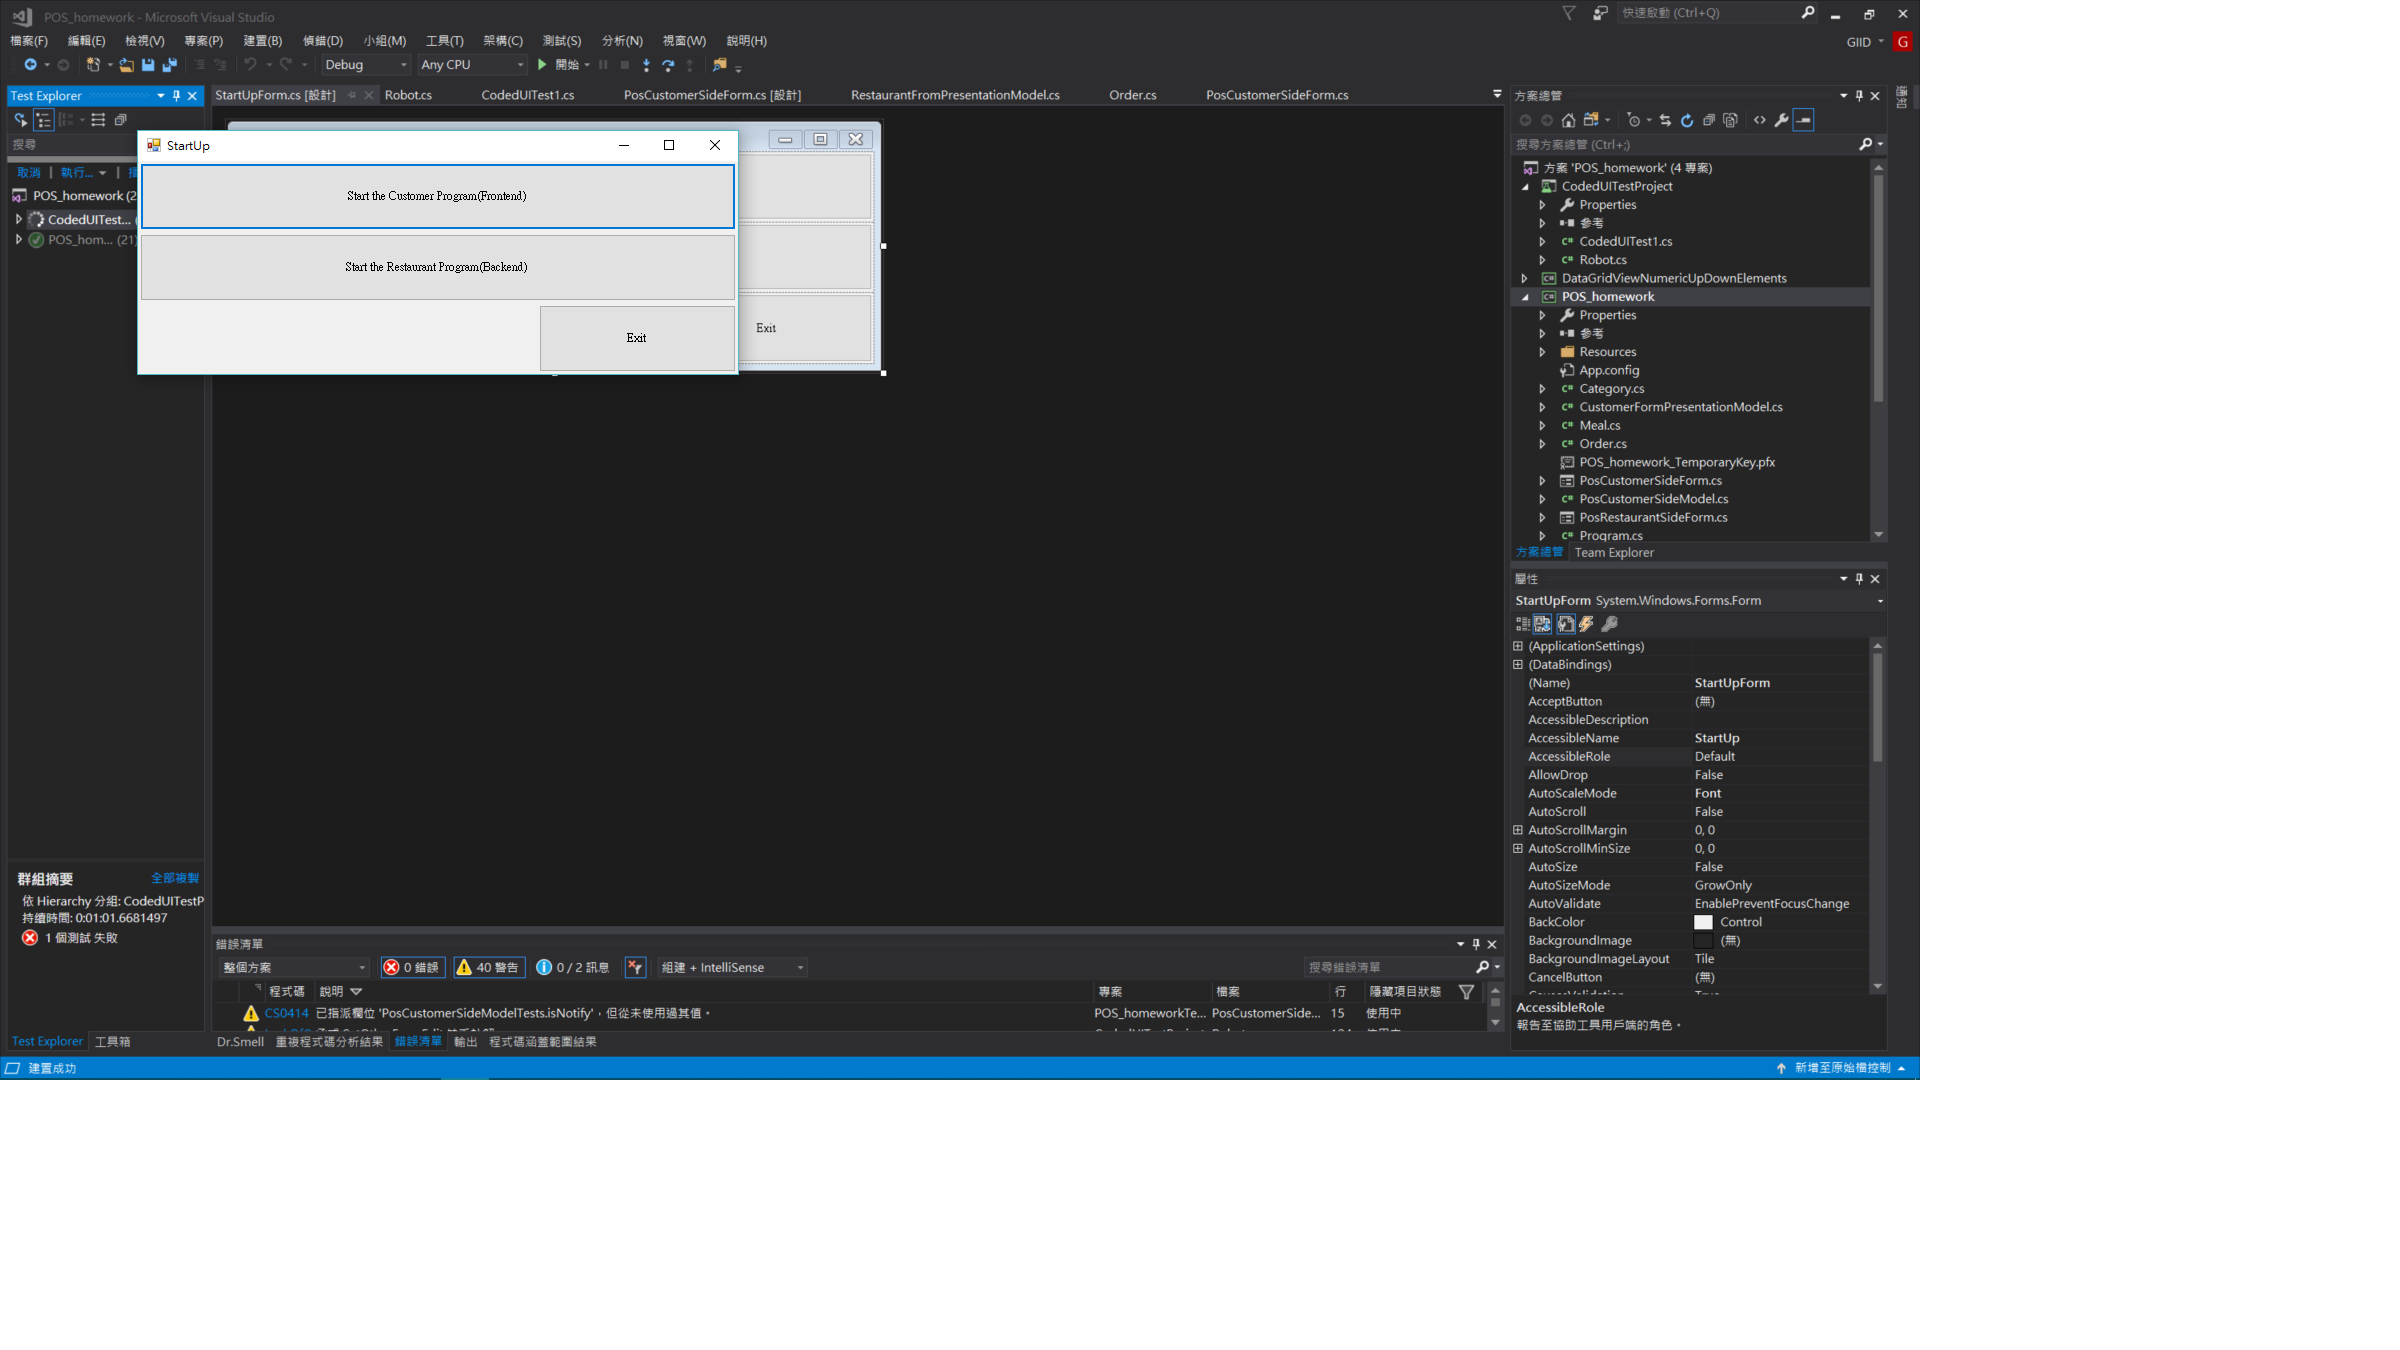 POS_homework - Microsoft Visual Studio
快速啟動 (Ctrl+Q)
檔案(F) 編輯(E) 檢視(V) 專案(P) 建置(B) 偵錯(D) 小組(M) 工具(T) 架構(C) 測試(S) 分析(N) 視窗(W) 說明(H)
GIID G
Debug Any CPU 開始
Test Explorer
StartUpForm.cs [設計] Robot.cs CodedUITest1.cs PosCustomerSideForm.cs [設計] RestaurantFromPresentationModel.cs Order.cs PosCustomerSideForm.cs
搜尋
取消 | 執行... |
POS_homework (2
CodedUITest...
POS_hom... (21)
StartUp
Start the Customer Program(Frontend)
Start the Restaurant Program(Backend)
Exit
Exit
群組摘要 全部複製
依 Hierarchy 分組: CodedUITestP
持續時間: 0:01:01.6681497
1 個測試 失敗
Test Explorer 工具箱
錯誤清單
整個方案 0 錯誤 40 警告 0 / 2 訊息 組建 + IntelliSense 搜尋錯誤清單
程式碼 說明 專案 檔案 行 隱藏項目狀態
CS0414 已指派欄位 'PosCustomerSideModelTests.isNotify'，但從未使用過其值。 POS_homeworkTe... PosCustomerSide... 15 使用中
Dr.Smell 重複程式碼分析結果 錯誤清單 輸出 程式碼涵蓋範圍結果
方案總管
通知
搜尋方案總管 (Ctrl+;)
方案 'POS_homework' (4 專案)
CodedUITestProject
Properties
參考
CodedUITest1.cs
Robot.cs
DataGridViewNumericUpDownElements
POS_homework
Properties
參考
Resources
App.config
Category.cs
CustomerFormPresentationModel.cs
Meal.cs
Order.cs
POS_homework_TemporaryKey.pfx
PosCustomerSideForm.cs
PosCustomerSideModel.cs
PosRestaurantSideForm.cs
Program.cs
方案總管 Team Explorer
屬性
StartUpForm System.Windows.Forms.Form
(ApplicationSettings)
(DataBindings)
(Name) StartUpForm
AcceptButton (無)
AccessibleDescription
AccessibleName StartUp
AccessibleRole Default
AllowDrop False
AutoScaleMode Font
AutoScroll False
AutoScrollMargin 0, 0
AutoScrollMinSize 0, 0
AutoSize False
AutoSizeMode GrowOnly
AutoValidate EnablePreventFocusChange
BackColor Control
BackgroundImage (無)
BackgroundImageLayout Tile
CancelButton (無)
AccessibleRole
報告至協助工具用戶端的角色。
建置成功 新增至原始檔控制